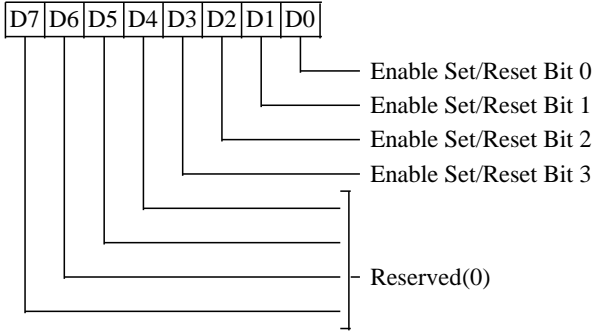 D7 D6 D5 D4 D3 D2 D1 D0
Enable Set/Reset Bit 0
Enable Set/Reset Bit 1
Enable Set/Reset Bit 2
Enable Set/Reset Bit 3
Reserved(0)